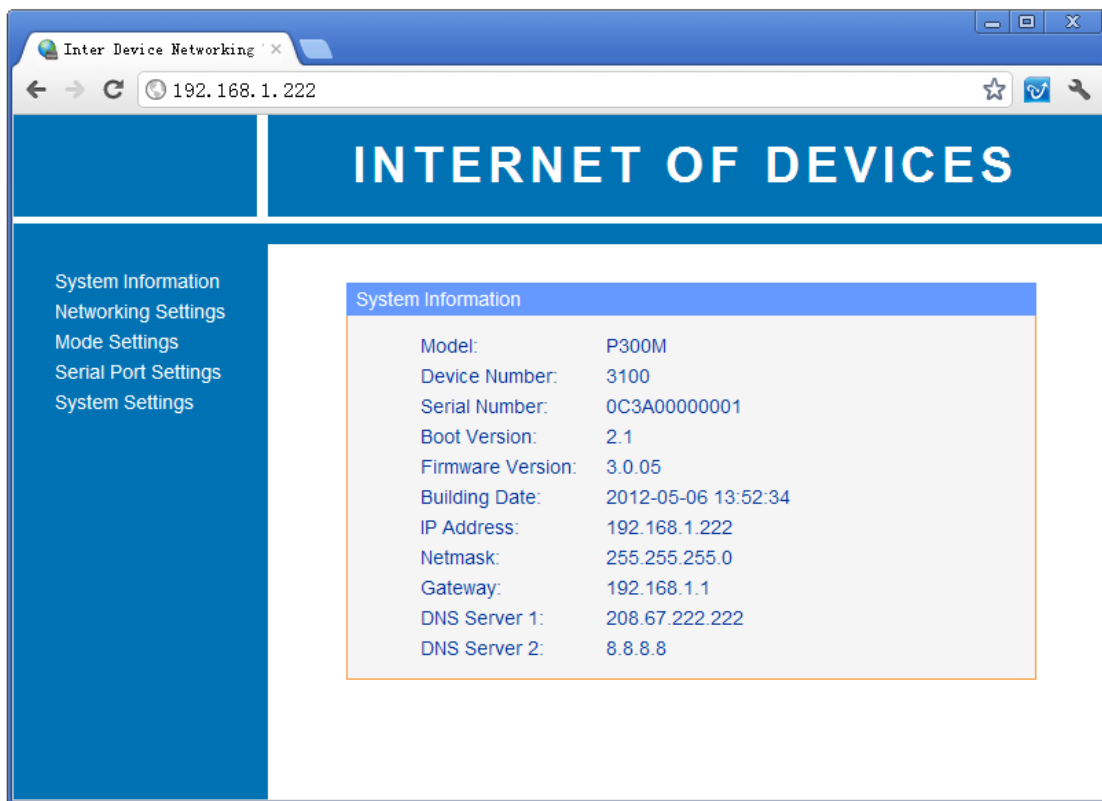 Inter Device Networking
192.168.1.222
INTERNET OF DEVICES
System Information
Networking Settings
Mode Settings
Serial Port Settings
System Settings
System Information
Model: P300M
Device Number: 3100
Serial Number: 0C3A00000001
Boot Version: 2.1
Firmware Version: 3.0.05
Building Date: 2012-05-06 13:52:34
IP Address: 192.168.1.222
Netmask: 255.255.255.0
Gateway: 192.168.1.1
DNS Server 1: 208.67.222.222
DNS Server 2: 8.8.8.8